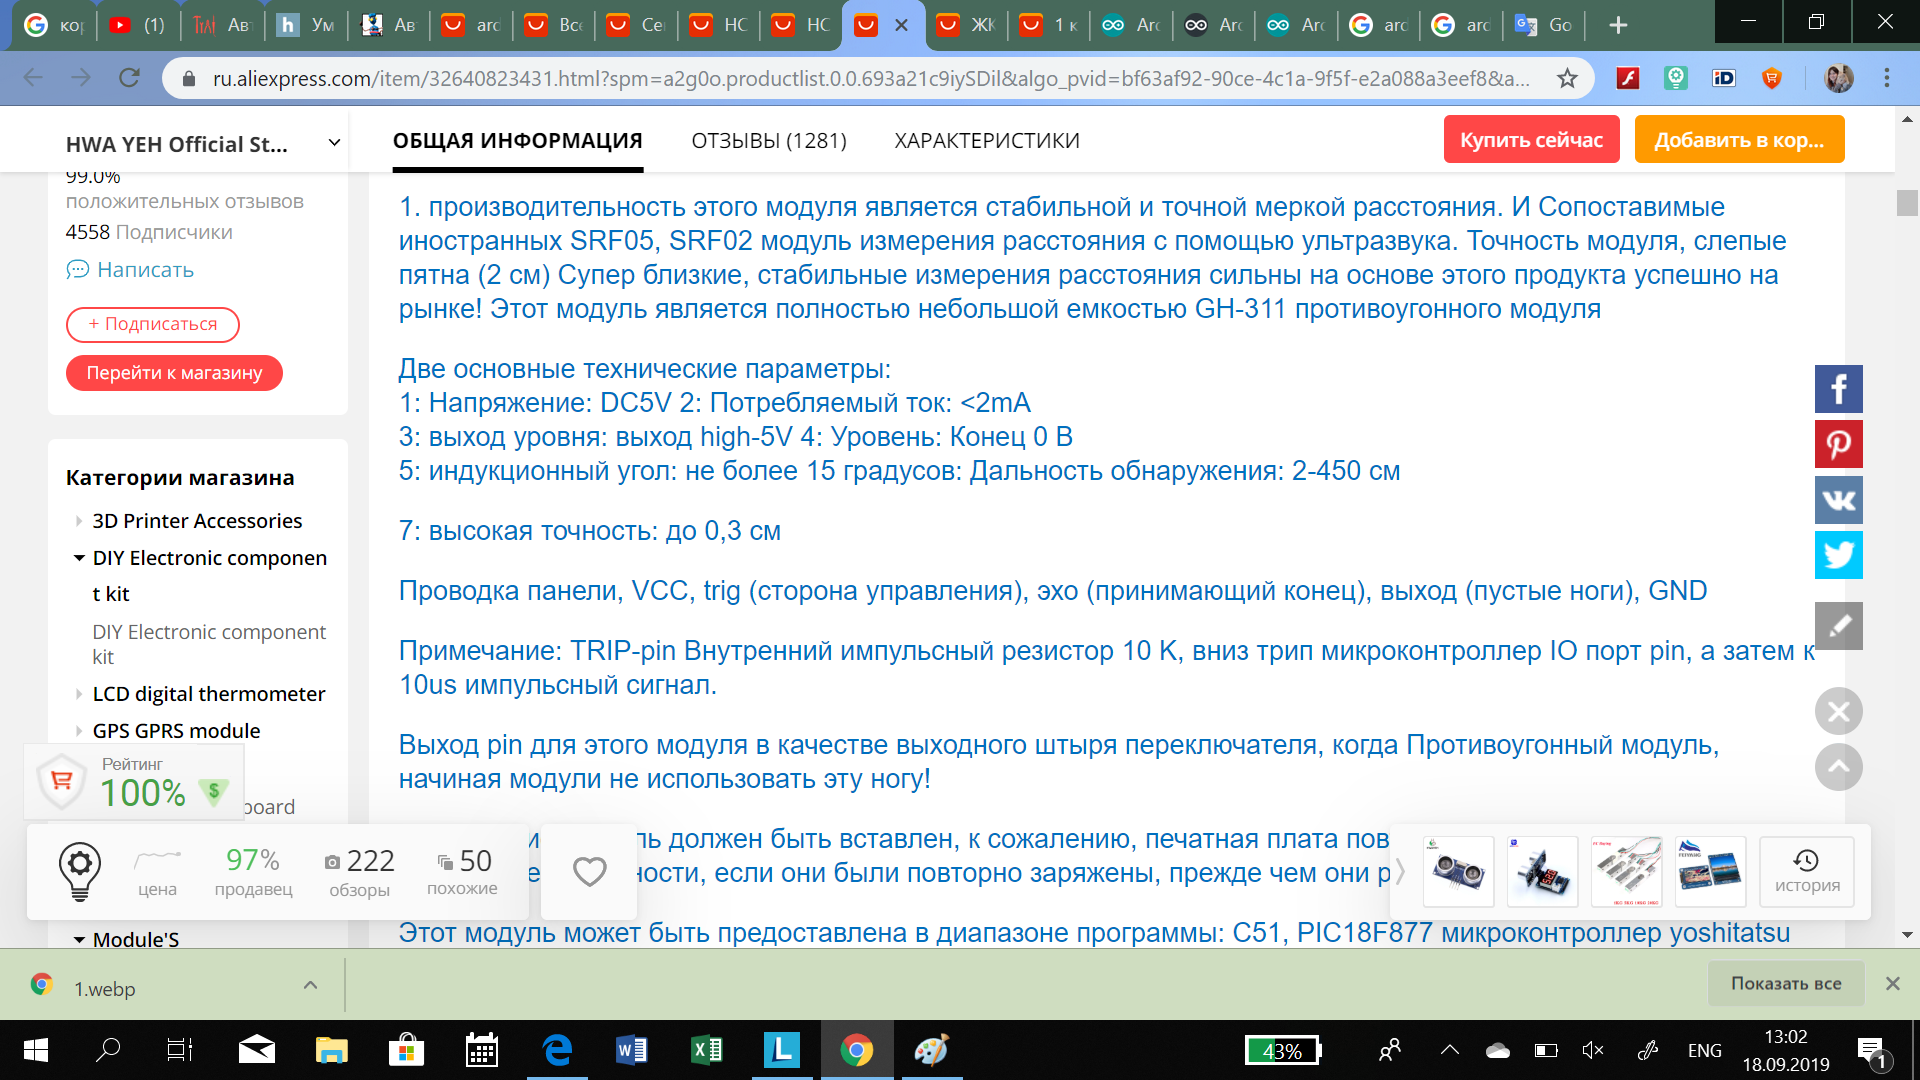 кор
(1)
Авт
Ум
Ав
ard
Все
Се
НС
НС
ЖК
1 к
Ard
Ard
Ard
ard
ard
Go
ru.aliexpress.com/item/32640823431.html?spm=a2g0o.productlist.0.0.693a21c9iySDiI&algo_pvid=bf63af92-90ce-4c1a-9f5f-e2a088a3eef8&a...
HWA YEH Official St...
ОБЩАЯ ИНФОРМАЦИЯ
ОТЗЫВЫ (1281)
ХАРАКТЕРИСТИКИ
Купить сейчас
Добавить в кор...
99.0%
положительных отзывов
4558 Подписчики
Написать
+ Подписаться
Перейти к магазину
Категории магазина
3D Printer Accessories
DIY Electronic componen
t kit
DIY Electronic component
kit
LCD digital thermometer
GPS GPRS module
board
Module'S
1. производительность этого модуля является стабильной и точной меркой расстояния. И Сопоставимые
иностранных SRF05, SRF02 модуль измерения расстояния с помощью ультразвука. Точность модуля, слепые
пятна (2 см) Супер близкие, стабильные измерения расстояния сильны на основе этого продукта успешно на
рынке! Этот модуль является полностью небольшой емкостью GH-311 противоугонного модуля
Две основные технические параметры:
1: Напряжение: DC5V 2: Потребляемый ток: <2mA
3: выход уровня: выход high-5V 4: Уровень: Конец 0 В
5: индукционный угол: не более 15 градусов: Дальность обнаружения: 2-450 см
7: высокая точность: до 0,3 см
Проводка панели, VCC, trig (сторона управления), эхо (принимающий конец), выход (пустые ноги), GND
Примечание: TRIP-pin Внутренний импульсный резистор 10 K, вниз трип микроконтроллер IO порт pin, а затем к
10us импульсный сигнал.
Выход pin для этого модуля в качестве выходного штыря переключателя, когда Противоугонный модуль,
начиная модули не использовать эту ногу!
должен быть вставлен, к сожалению, печатная плата пов
ности, если они были повторно заряжены, прежде чем они р
Этот модуль может быть предоставлена в диапазоне программы: C51, PIC18F877 микроконтроллер yoshitatsu
Рейтинг
100%
$
цена
97%
продавец
222
обзоры
50
похожие
история
1.webp
Показать все
43%
ENG
13:02
18.09.2019
1